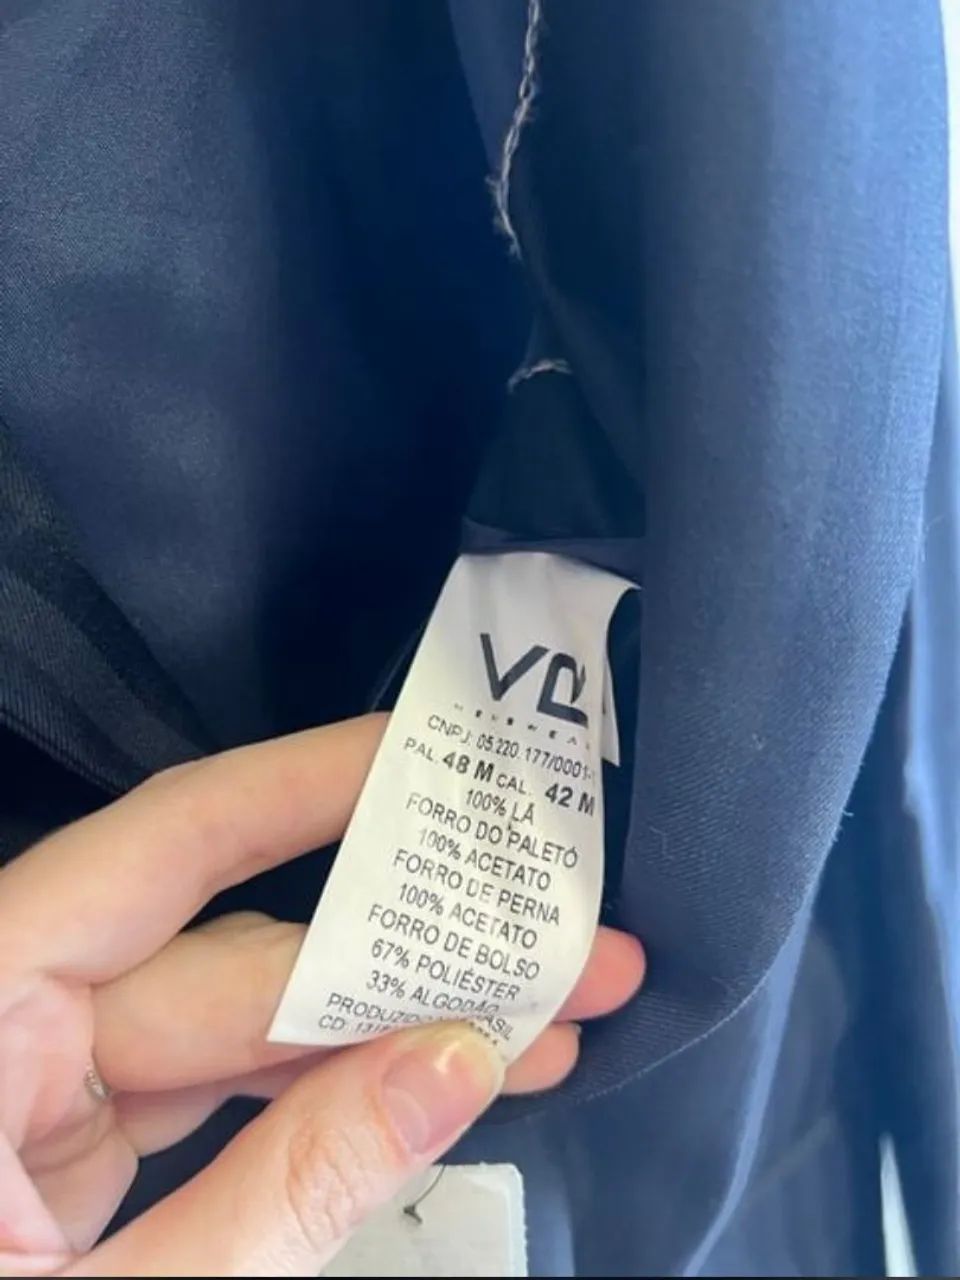 VR
MENSWEAR
CNPJ: 05.220.177/0001-
PAL. 48 M CAL. 42 M
100% LÃ
FORRO DO PALETÓ
100% ACETATO
FORRO DE PERNA
100% ACETATO
FORRO DE BOLSO
67% POLIÉSTER
33% ALGODÃO